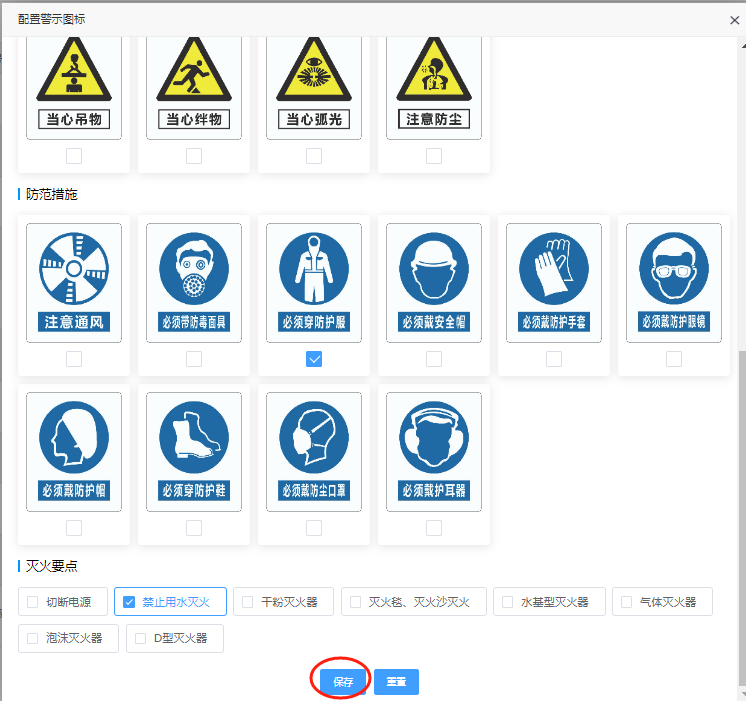 配置警示图标
当心吊物
当心绊物
当心弧光
注意防尘
防范措施
注意通风
必须带防毒面具
必须穿防护服
必须戴安全帽
必须戴防护手套
必须戴防护眼镜
必须戴防护帽
必须穿防护鞋
必须戴防尘口罩
必须戴护耳器
灭火要点
切断电源
禁止用水灭火
干粉灭火器
灭火毯、灭火沙灭火
水基型灭火器
气体灭火器
泡沫灭火器
D型灭火器
保存
重置